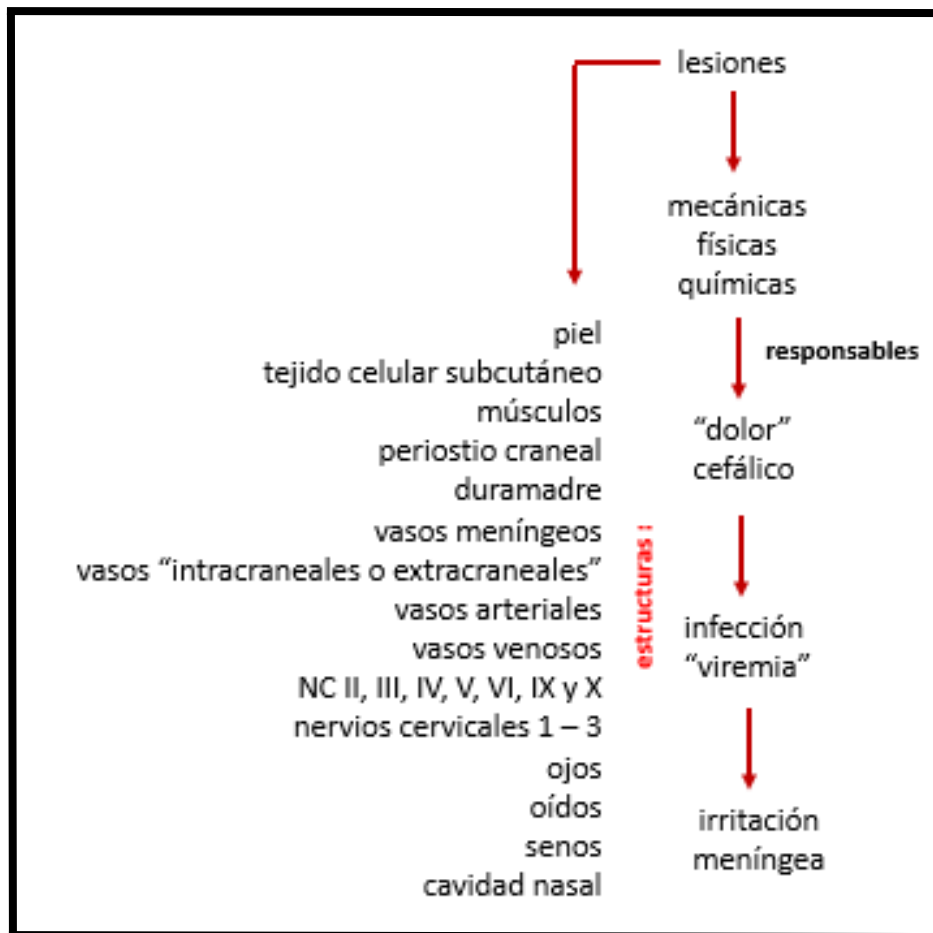 lesiones
mecánicas
físicas
químicas
responsables
“dolor”
cefálico
infección
“viremia”
irritación
meníngea
estructuras :
piel
tejido celular subcutáneo
músculos
periostio craneal
duramadre
vasos meníngeos
vasos “intracraneales o extracraneales”
vasos arteriales
vasos venosos
NC II, III, IV, V, VI, IX y X
nervios cervicales 1 – 3
ojos
oídos
senos
cavidad nasal